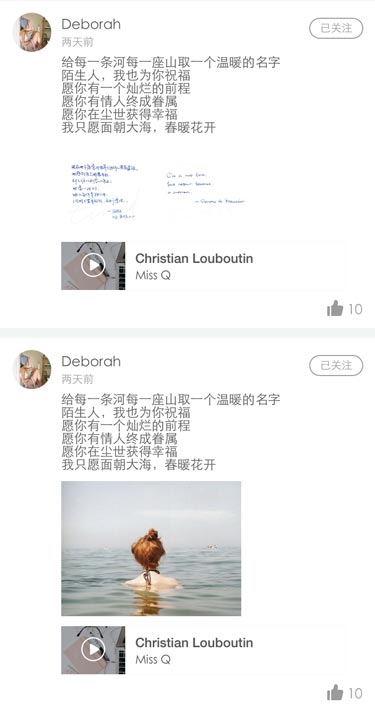 Deborah
已关注
两天前
给每一条河每一座山取一个温暖的名字
陌生人，我也为你祝福
愿你有一个灿烂的前程
愿你有情人终成眷属
愿你在尘世获得幸福
我只愿面朝大海，春暖花开
Christian Louboutin
Miss Q
10
Deborah
已关注
两天前
给每一条河每一座山取一个温暖的名字
陌生人，我也为你祝福
愿你有一个灿烂的前程
愿你有情人终成眷属
愿你在尘世获得幸福
我只愿面朝大海，春暖花开
Christian Louboutin
Miss Q
10